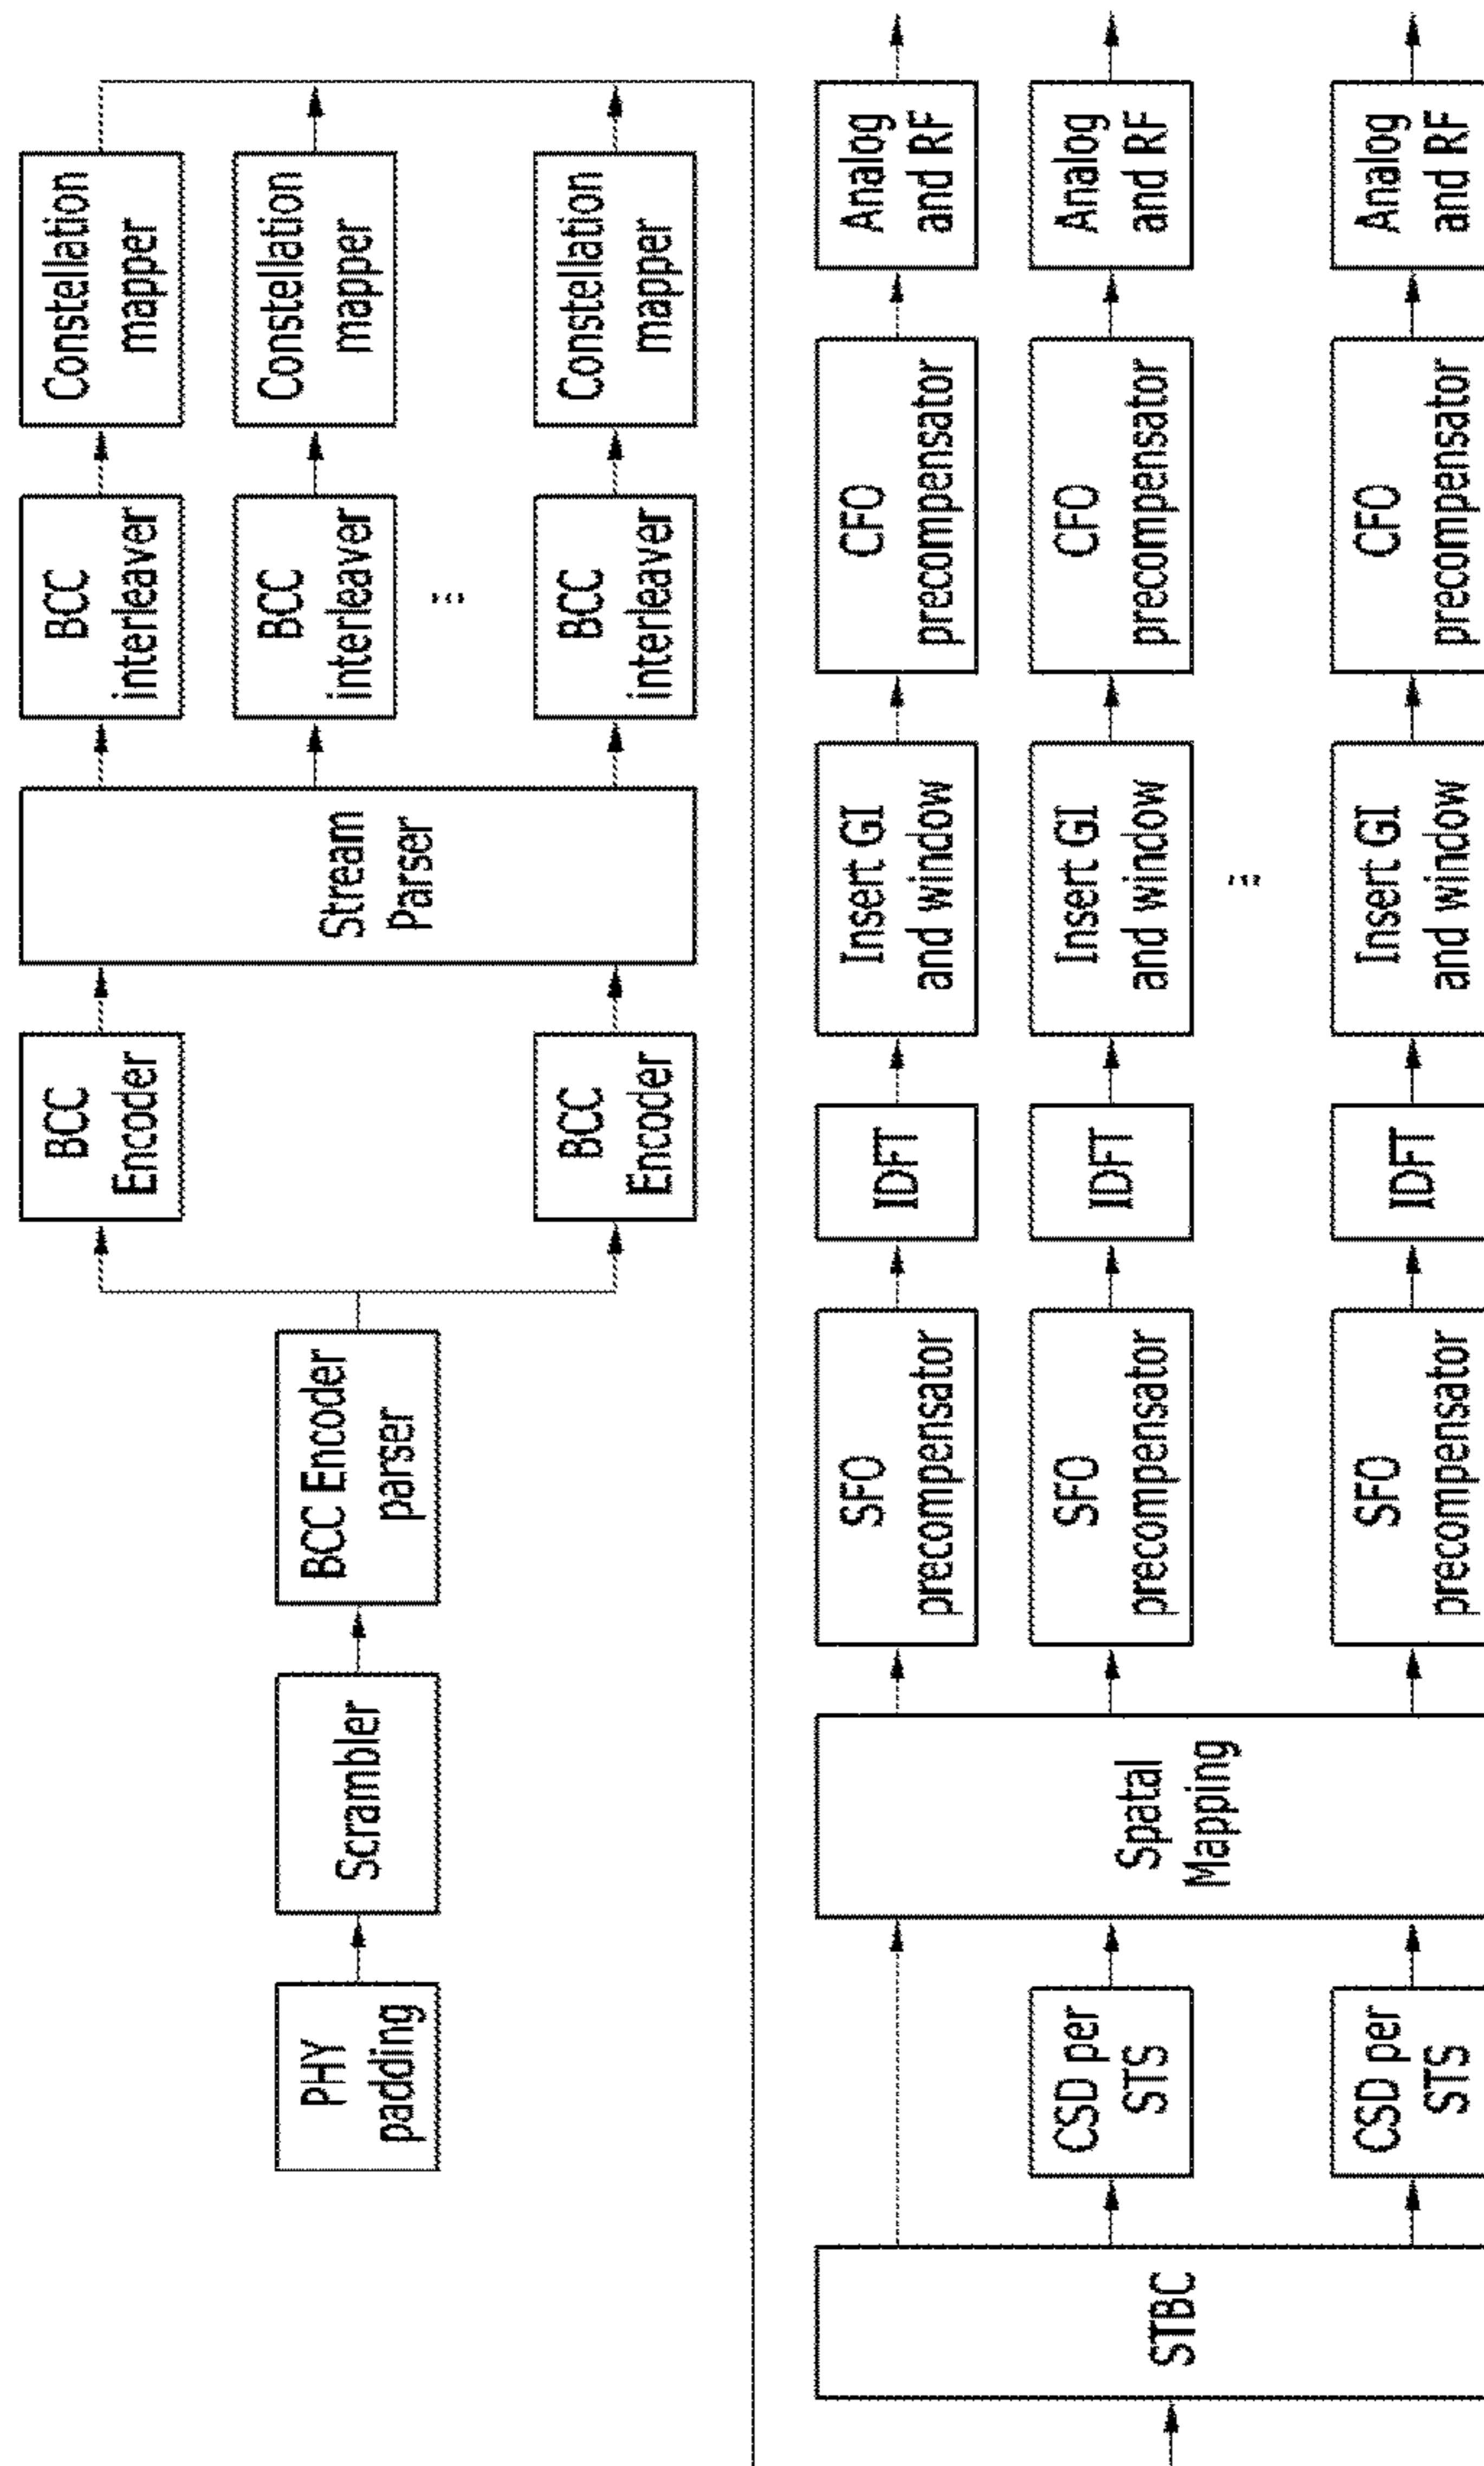 PHY
padding
Scrambler
BCC Encoder
parser
BCC
Encoder
BCC
Encoder
Stream
Parser
BCC
interleaver
BCC
interleaver
...
BCC
interleaver
Constellation
mapper
Constellation
mapper
Constellation
mapper
STBC
CSD per
STS
CSD per
STS
Spatal
Mapping
SFO
precompensator
SFO
precompensator
SFO
precompensator
IDFT
IDFT
IDFT
Insert GI
and window
Insert GI
and window
...
Insert GI
and window
CFO
precompensator
CFO
precompensator
CFO
precompensator
Analog
and RF
Analog
and RF
Analog
and RF